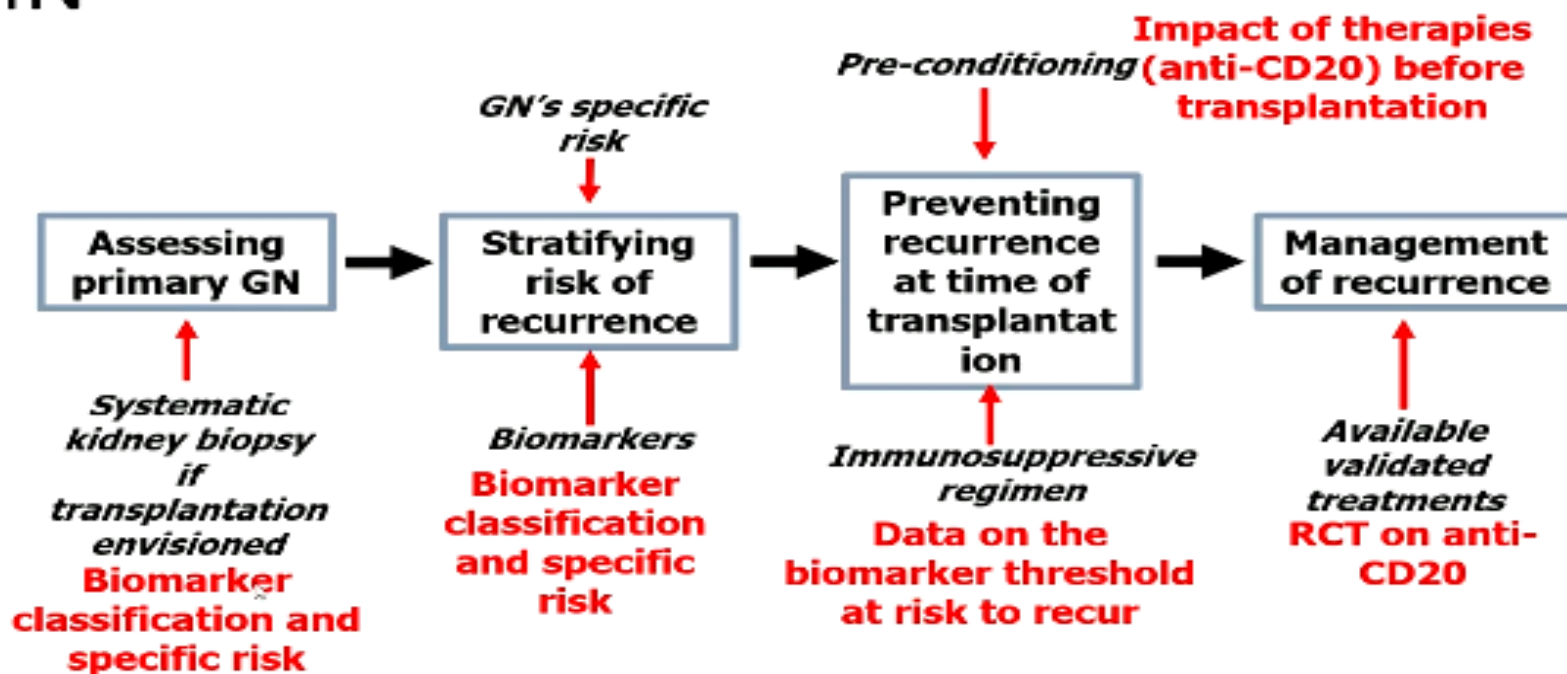 GN's specific
risk
Pre-conditioning
Impact of therapies
(anti-CD20) before
transplantation
Assessing
primary GN
Stratifying
risk of
recurrence
Preventing
recurrence
at time of
transplantat
ion
Management
of recurrence
Systematic
kidney biopsy
if
transplantation
envisioned
Biomarker
classification and
specific risk
Biomarkers
Biomarker
classification
and specific
risk
Immunosuppressive
regimen
Data on the
biomarker threshold
at risk to recur
Available
validated
treatments
RCT on anti-
CD20